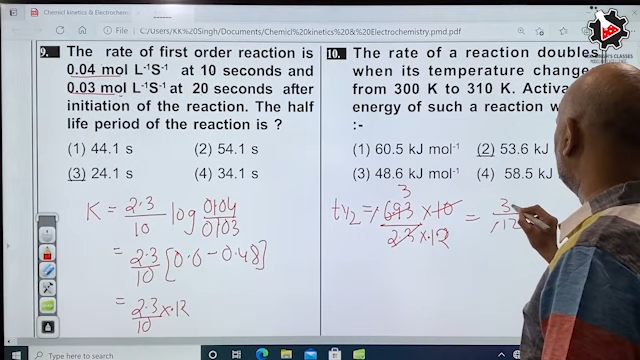 Chemical kinetics & Electrochemistry
File | C:/Users/KK%20Singh/Documents/Chemicl%20kinetics%20&%20Electrochemistry.pmd.pdf
9. The rate of first order reaction is
0.04 mol L⁻¹S⁻¹ at 10 seconds and
0.03 mol L⁻¹S⁻¹ at 20 seconds after
initiation of the reaction. The half
life period of the reaction is ?
(1) 44.1 s (2) 54.1 s
(3) 24.1 s (4) 34.1 s
K = 2.3/10 log 0.04/0.03
= 2.3/10 [0.6 - 0.48]
= 2.3/10 x .12
10. The rate of a reaction doubles
when its temperature change
from 300 K to 310 K. Activa
energy of such a reaction w
:-
(1) 60.5 kJ mol⁻¹ (2) 53.6 kJ
(3) 48.6 kJ mol⁻¹ (4) 58.5 kJ
3
t½ = .693 x 10 / 2.3 x .12 = 3 / .12